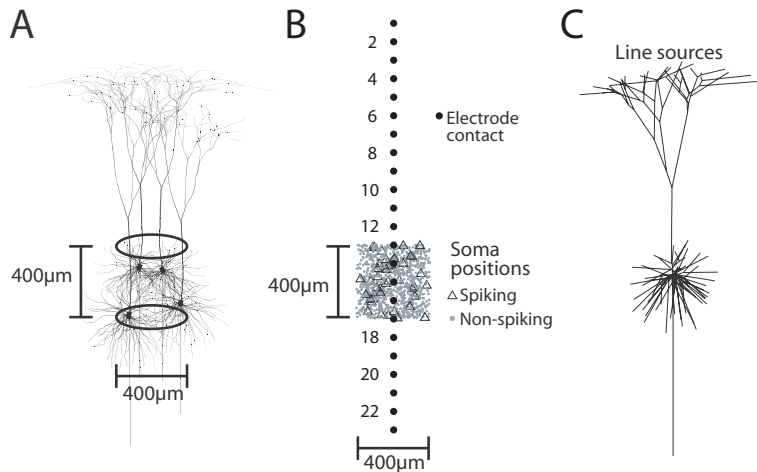 A
400µm
400µm
B
2
4
6
8
10
12
18
20
22
Electrode
contact
400µm
Soma
positions
Spiking
Non-spiking
400µm
C
Line sources